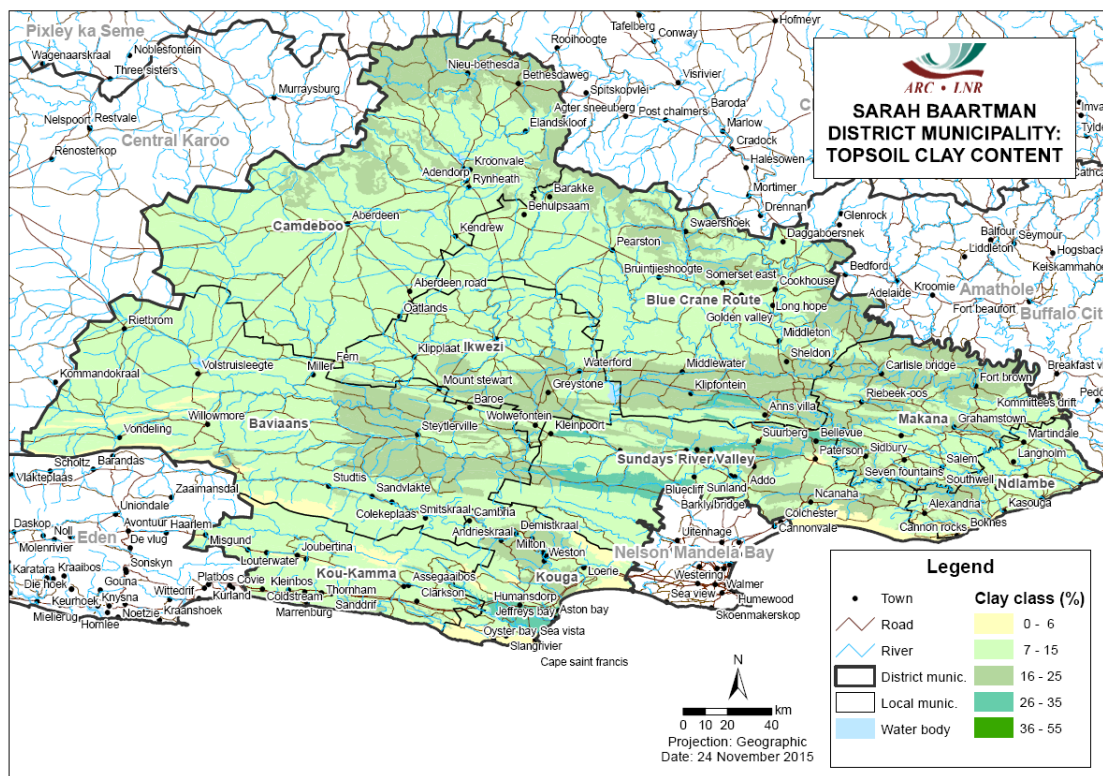 Pixley ka Seme
Wagenaarskraal
Noblesfontein
Three sisters
Murraysburg
Nelspoort
Restvale
Central Karoo
Renosterkop
Tafelberg
Hofmeyr
Conway
Rooihoogte
Nieu-bethesda
Bethesdaweg
Spitskopvlei
Visrivier
Agter sneeuberg
Post chalmers
Baroda
Marlow
Elandskloof
Cradock
Halesowen
Mortimer
Drennan
ARC • LNR
SARAH BAARTMAN
DISTRICT MUNICIPALITY:
TOPSOIL CLAY CONTENT
Kroonvale
Adendorp
Rynheath
Barakke
Behulpsaam
Camdeboo
Aberdeen
Kendrew
Swaershoek
Daggaboersnek
Glenrock
Balfour
Seymour
Liddleton
Hogsback
Keiskammahoek
Pearston
Bruintjieshoogte
Somerset east
Cookhouse
Bedford
Adelaide
Kroomie
Amathole
Fort beaufort
Buffalo Cit
Aberdeen road
Blue Crane Route
Long hope
Golden valley
Oatlands
Rietbrom
Middleton
Ikwezi
Klipplaat
Fern
Miller
Volstruisleegte
Kommandokraal
Waterford
Middlewater
Sheldon
Carlisle bridge
Fort brown
Breakfast v
Mount stewart
Greystone
Klipfontein
Riebeek-oos
Kommittees drift
Baroe
Wolwefontein
Anns villa
Makana
Grahamstown
Willowmore
Baviaans
Steytlerville
Kleinpoort
Suurberg
Bellevue
Martindale
Vondeling
Paterson
Sidbury
Salem
Langholm
Scholtz
Barandas
Vlakteplaas
Sundays River Valley
Addo
Seven fountains
Southwell
Ndlambe
Zaaimansdal
Studtis
Sandvlakte
Bluecliff
Sunland
Barklybridge
Ncanaha
Alexandria
Kasouga
Uniondale
Colekeplaas
Smitskraal
Cambria
Colchester
Cannonvale
Cannon rocks
Boknes
Daskop
Noll
Avontuur
Haarlem
Misgund
Andrieskraal
Demistkraal
Uitenhage
Eden
De vlug
Molenrivier
Joubertina
Milton
Weston
Nelson Mandela Bay
Louterwater
Loerie
Sonskyn
Karatara
Kraaibos
Gouna
Platbos
Covie
Kleinbos
Kou-Kamma
Assegaaibos
Kouga
Westering
Walmer
Die hoek
Wittedrif
Kurland
Coldstream
Thornham
Clarkson
Humansdorp
Sea view
Humewood
Keurhoek
Knysna
Kraanshoek
Marrenburg
Sanddrif
Jeffreys bay
Aston bay
Skoenmakerskop
Mielierug
Noetzie
Hornlee
Oyster bay
Sea vista
Slangrivier
Cape saint francis
N
km
0 10 20 40
Projection: Geographic
Date: 24 November 2015
Legend
Town
Road
River
District munic.
Local munic.
Water body
Clay class (%)
0 - 6
7 - 15
16 - 25
26 - 35
36 - 55